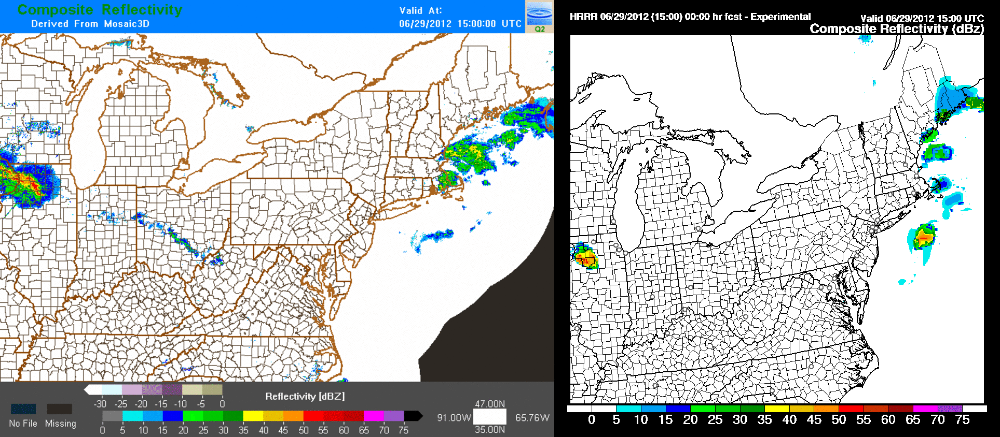 Composite Reflectivity
Derived From Mosaic3D
Valid At:
06/29/2012 15:00:00 UTC
Q2
Reflectivity [dBZ]
-30 -25 -20 -15 -10 -5 0
No File Missing
0 5 10 15 20 25 30 35 40 45 50 55 60 65 70 75
47.00N
91.00W 65.76W
35.00N
HRRR 06/29/2012 (15:00) 00:00 hr fcst - Experimental
Valid 06/29/2012 15:00 UTC
Composite Reflectivity (dBz)
0 5 10 15 20 25 30 35 40 45 50 55 60 65 70 75